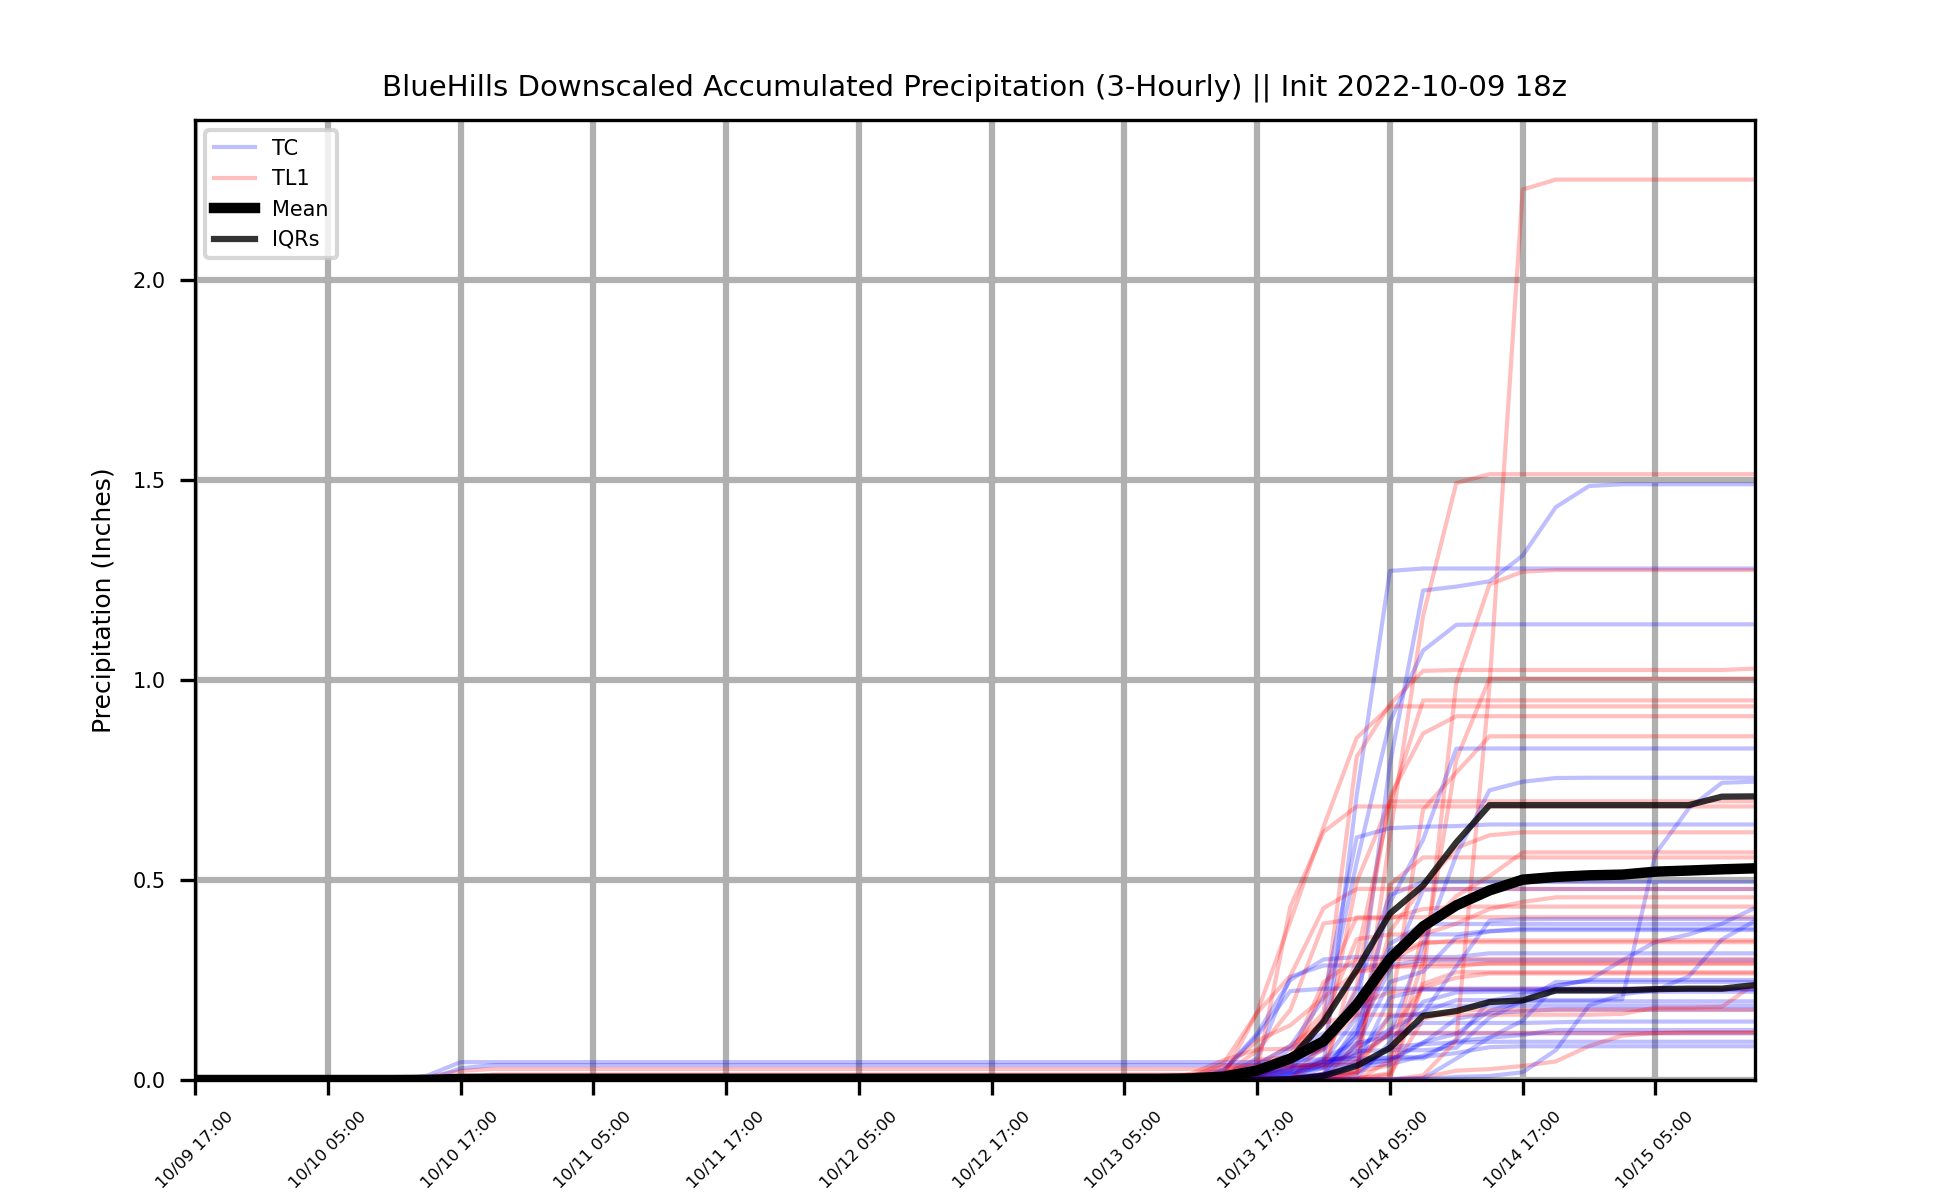 BlueHills Downscaled Accumulated Precipitation (3-Hourly) || Init 2022-10-09 18z
TC
TL1
Mean
IQRs
Precipitation (Inches)
2.0
1.5
1.0
0.5
0.0
10/09 17:00
10/10 05:00
10/10 17:00
10/11 05:00
10/11 17:00
10/12 05:00
10/12 17:00
10/13 05:00
10/13 17:00
10/14 05:00
10/14 17:00
10/15 05:00